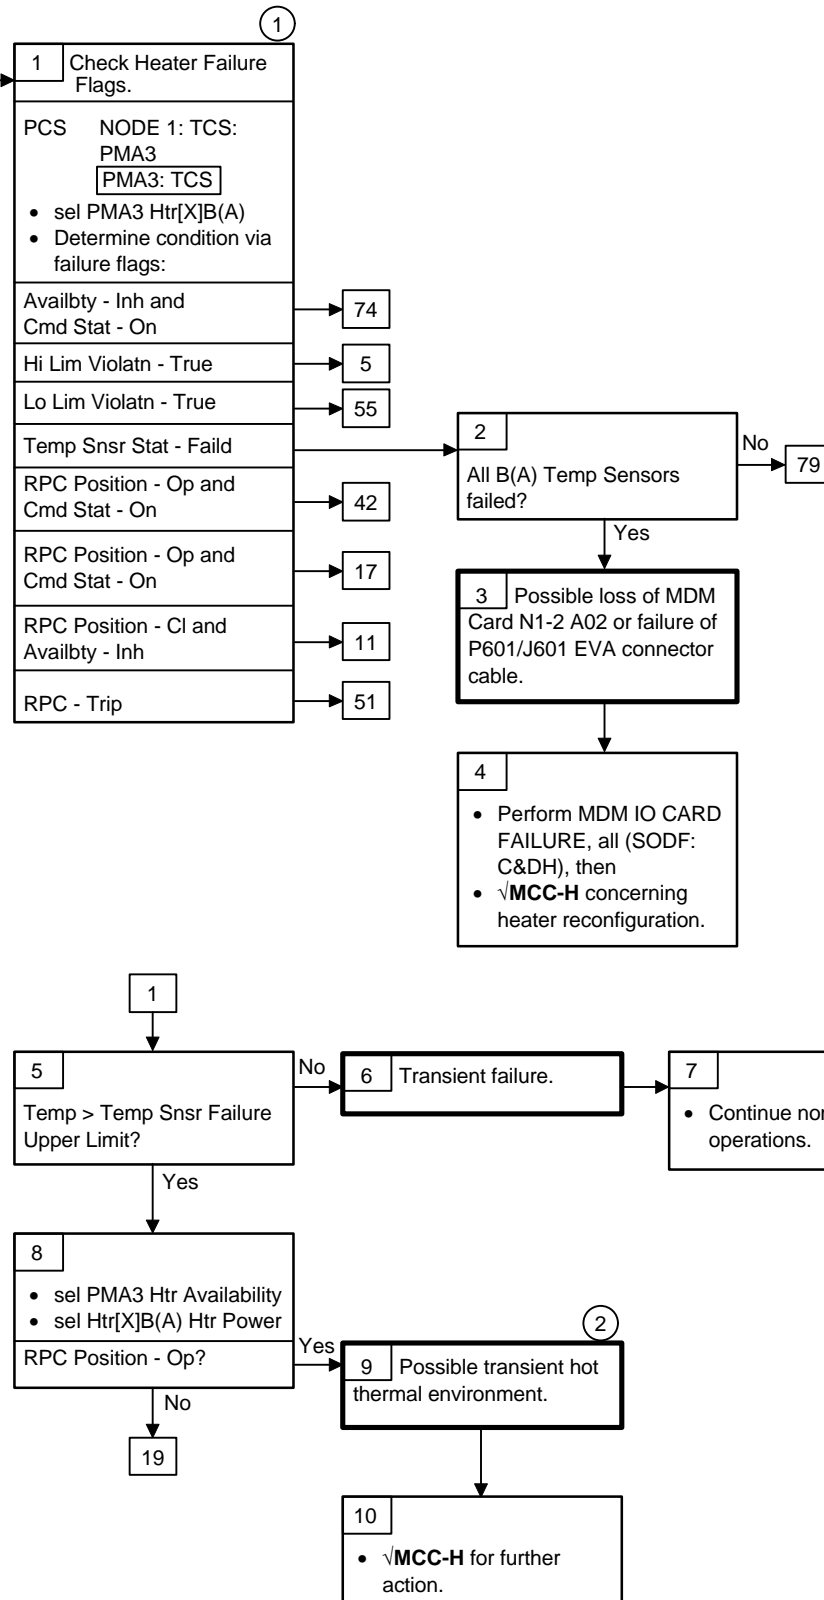 1
1 Check Heater Failure
Flags.
PCS NODE 1: TCS:
PMA3
PMA3: TCS
• sel PMA3 Htr[X]B(A)
• Determine condition via
failure flags:
Availbty - Inh and
Cmd Stat - On
74
Hi Lim Violatn - True
5
Lo Lim Violatn - True
55
Temp Snsr Stat - Faild
RPC Position - Op and
Cmd Stat - On
42
RPC Position - Op and
Cmd Stat - On
17
RPC Position - Cl and
Availbty - Inh
11
RPC - Trip
51
2
All B(A) Temp Sensors
failed?
No
79
Yes
3 Possible loss of MDM
Card N1-2 A02 or failure of
P601/J601 EVA connector
cable.
4
• Perform MDM IO CARD
FAILURE, all (SODF:
C&DH), then
• √MCC-H concerning
heater reconfiguration.
1
5
Temp > Temp Snsr Failure
Upper Limit?
No
6 Transient failure.
7
• Continue nor
operations.
Yes
8
• sel PMA3 Htr Availability
• sel Htr[X]B(A) Htr Power
RPC Position - Op?
Yes
2
9 Possible transient hot
thermal environment.
No
19
10
• √MCC-H for further
action.